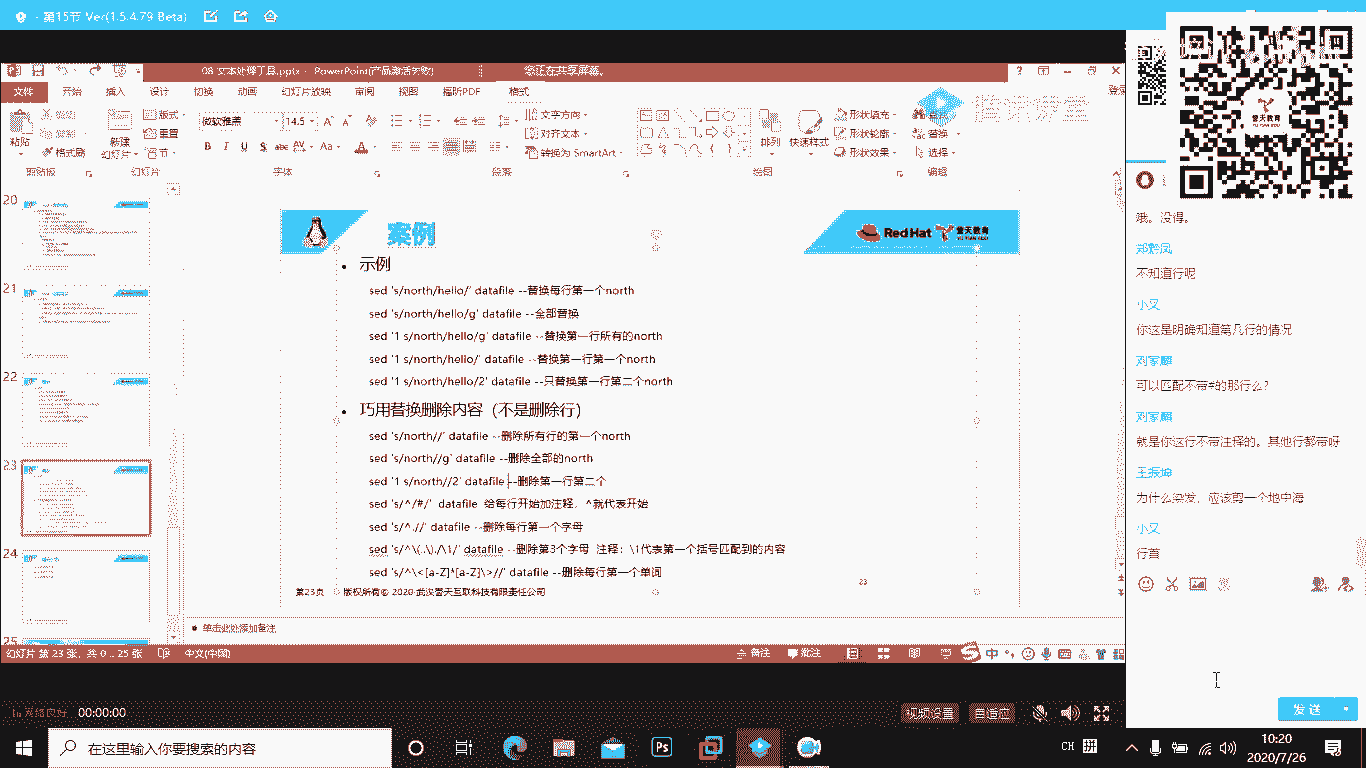 第15节 Ver(1.5.4.79 Beta)
08 文本处理工具.pptx - PowerPoint(产品激活失败)
您正在共享屏幕。
文件 开始 插入 设计 切换 动画 幻灯片放映 审阅 视图 福昕PDF 格式
粘贴
剪切
复制
格式刷
剪贴板
新建
幻灯片
版式
重置
节
幻灯片
微软雅黑 14.5
字体
文字方向
对齐文本
转换为 SmartArt
段落
排列
快速样式
形状填充
形状轮廓
形状效果
绘图
替换
选择
编辑
腾讯课堂
20
21
22
23
24
25
案例
RedHat 誉天教育
YU TIAN EDU
示例
sed 's/north/hello/' datafile --替换每行第一个north
sed 's/north/hello/g' datafile --全部替换
sed '1 s/north/hello/g' datafile --替换第一行所有的north
sed '1 s/north/hello/' datafile --替换第一行第一个north
sed '1 s/north/hello/2' datafile --只替换第一行第二个north
巧用替换删除内容（不是删除行）
sed 's/north//' datafile --删除所有行的第一个north
sed 's/north//g' datafile --删除全部的north
sed '1 s/north//2' datafile --删除第一行第二个
sed 's/^/#/' datafile 给每行开始加注释，^就代表开始
sed 's/^.//' datafile --删除每行第一个字母
sed 's/^\(..\)./\1/' datafile --删除第3个字母 注释：\1代表第一个括号匹配到的内容
sed 's/^\<[a-Z]*[a-Z]\>//' datafile --删除每行第一个单词
23
第23页 版权所有© 2020 武汉誉天互联科技有限责任公司
单击此处添加备注
幻灯片 第 23 张，共 0 .. 25 张 中文(中国)
备注 批注
中
网络良好 00:00:00
视频设置 自适应
誉天教育
YU TIAN EDU
哦。没得。
郑黔凤
不知道行呢
小又
你这是明确知道第几行的情况
刘家麟
可以匹配不带#的那行么？
刘家麟
就是你这行不带注释的。其他行都带呀
王振坤
为什么染发，应该剪一个地中海
小又
行首
发 送
在这里输入你要搜索的内容
Ps
CH 拼
10:20
2020/7/26